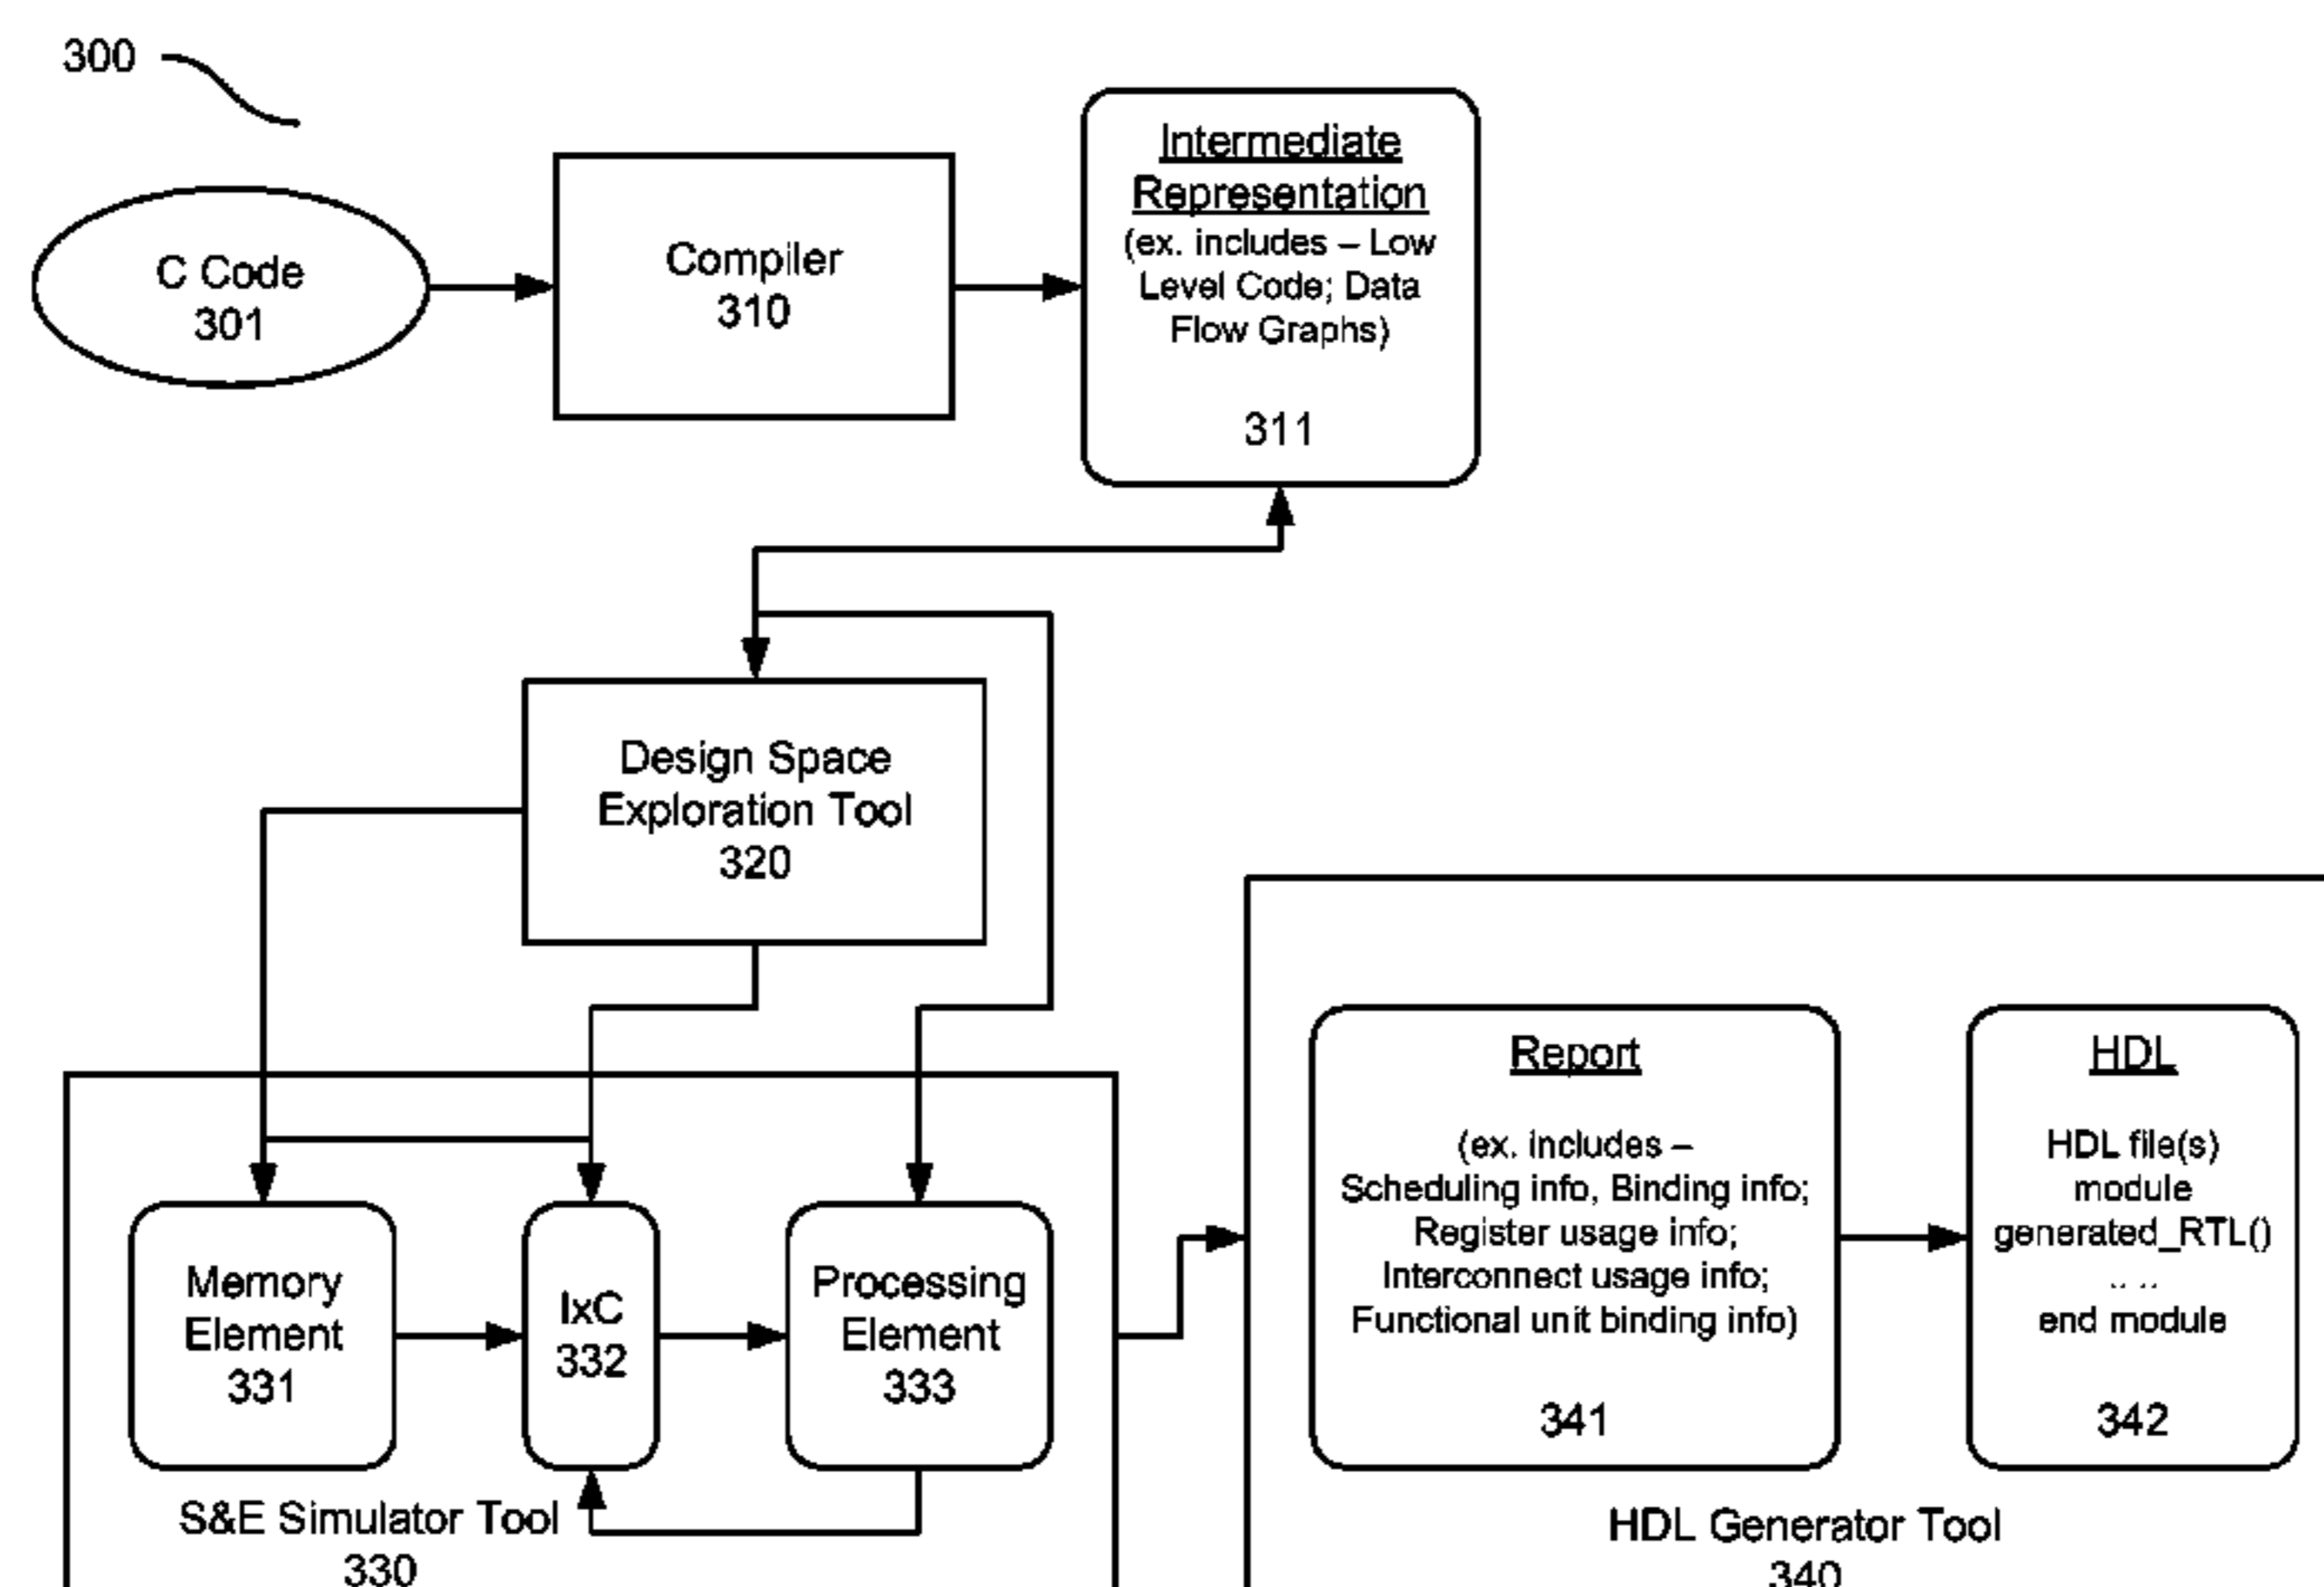 300
C Code
301
Compiler
310
Intermediate
Representation
(ex. includes – Low
Level Code; Data
Flow Graphs)
311
Design Space
Exploration Tool
320
Memory
Element
331
IxC
332
Processing
Element
333
S&E Simulator Tool
330
Report
(ex. includes –
Scheduling info, Binding info;
Register usage info;
Interconnect usage info;
Functional unit binding info)
341
HDL
HDL file(s)
module
generated_RTL()
.. ..
end module
342
HDL Generator Tool
340